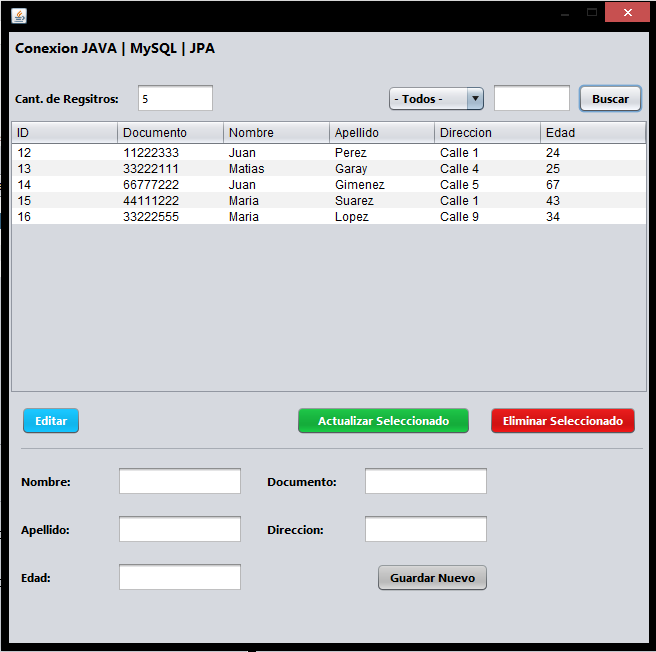 Conexion JAVA | MySQL | JPA
Cant. de Regsitros: 5 - Todos - Buscar
ID Documento Nombre Apellido Direccion Edad
12 11222333 Juan Perez Calle 1 24
13 33222111 Matias Garay Calle 4 25
14 66777222 Juan Gimenez Calle 5 67
15 44111222 Maria Suarez Calle 1 43
16 33222555 Maria Lopez Calle 9 34
Editar Actualizar Seleccionado Eliminar Seleccionado
Nombre: Documento:
Apellido: Direccion:
Edad: Guardar Nuevo